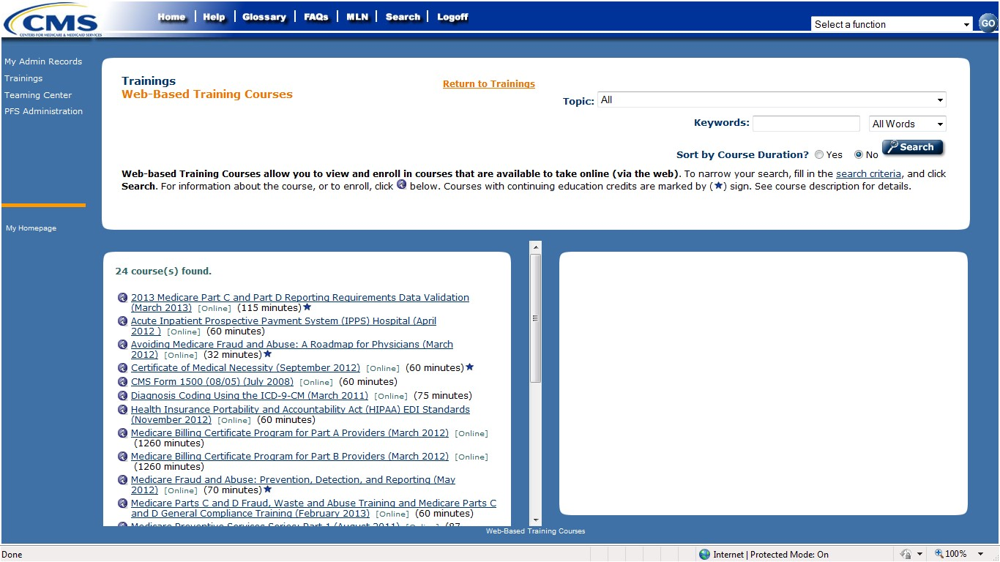 CMS
CENTERS FOR MEDICARE & MEDICAID SERVICES
Home | Help | Glossary | FAQs | MLN | Search | Logoff
Select a function
GO
My Admin Records
Trainings
Teaming Center
PFS Administration
My Homepage
Trainings
Web-Based Training Courses
Return to Trainings
Topic: All
Keywords: All Words
Sort by Course Duration? Yes No Search
Web-based Training Courses allow you to view and enroll in courses that are available to take online (via the web). To narrow your search, fill in the search criteria, and click
Search. For information about the course, or to enroll, click below. Courses with continuing education credits are marked by (★) sign. See course description for details.
24 course(s) found.
2013 Medicare Part C and Part D Reporting Requirements Data Validation
(March 2013) [Online] (115 minutes)★
Acute Inpatient Prospective Payment System (IPPS) Hospital (April
2012 ) [Online] (60 minutes)
Avoiding Medicare Fraud and Abuse: A Roadmap for Physicians (March
2012) [Online] (32 minutes)★
Certificate of Medical Necessity (September 2012) [Online] (60 minutes)★
CMS Form 1500 (08/05) (July 2008) [Online] (60 minutes)
Diagnosis Coding Using the ICD-9-CM (March 2011) [Online] (75 minutes)
Health Insurance Portability and Accountability Act (HIPAA) EDI Standards
(November 2012) [Online] (60 minutes)
Medicare Billing Certificate Program for Part A Providers (March 2012) [Online]
(1260 minutes)
Medicare Billing Certificate Program for Part B Providers (March 2012) [Online]
(1260 minutes)
Medicare Fraud and Abuse: Prevention, Detection, and Reporting (May
2012) [Online] (70 minutes)★
Medicare Parts C and D Fraud, Waste and Abuse Training and Medicare Parts C
and D General Compliance Training (February 2013) [Online] (60 minutes)
Medicare Preventive Services Series: Part 1 (August 2011) [Online] (87
Web-Based Training Courses
Done
Internet | Protected Mode: On
100%